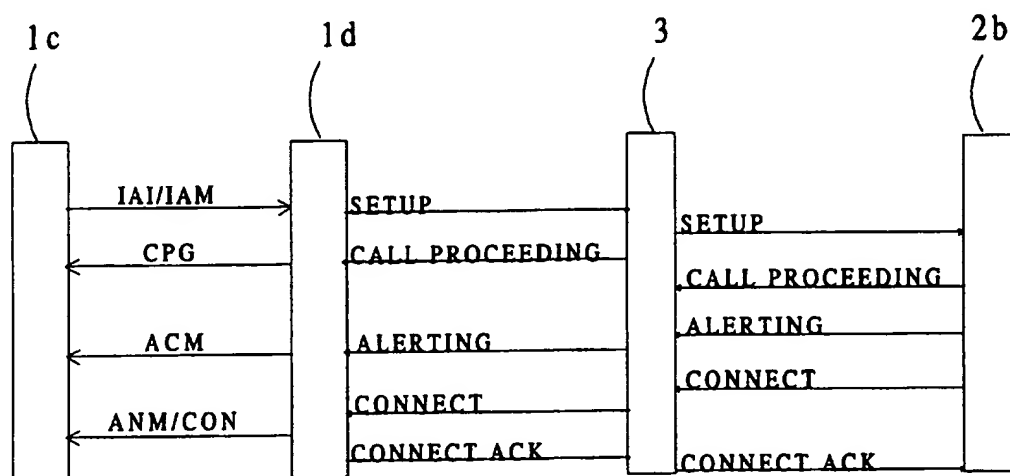 1c
1d
3
2b
IAI/IAM
SETUP
SETUP
CPG
CALL PROCEEDING
CALL PROCEEDING
ALERTING
ACM
ALERTING
CONNECT
CONNECT
ANM/CON
CONNECT ACK
CONNECT ACK